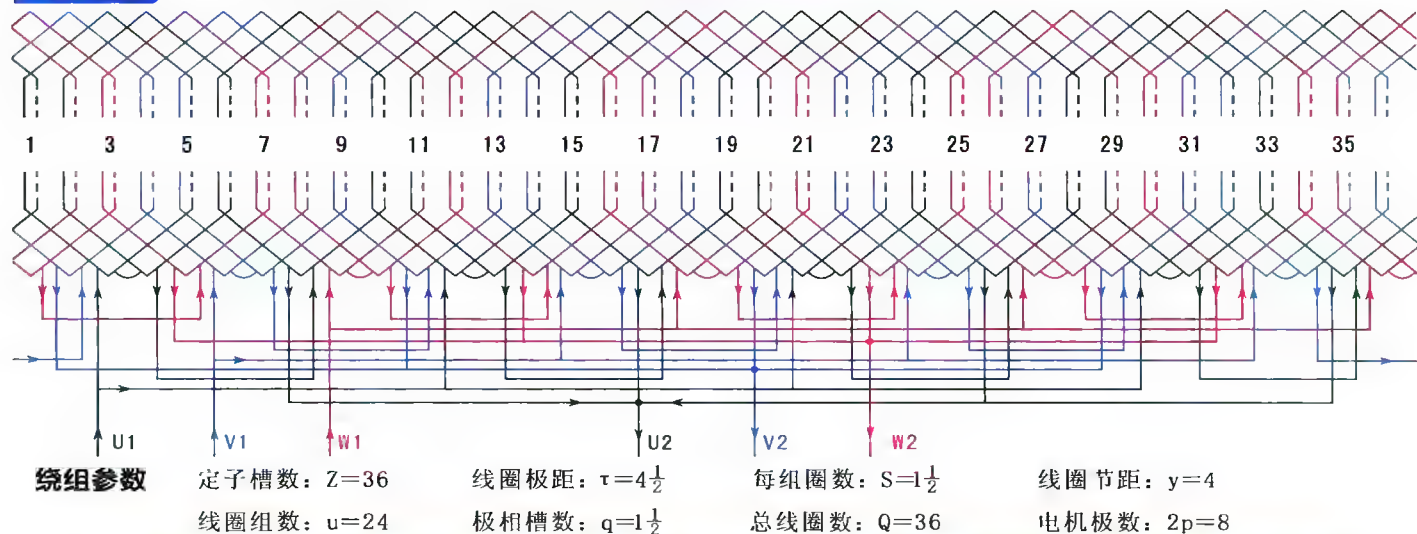 1 3 5 7 9 11 13 15 17 19 21 23 25 27 29 31 33 35
U1 V1 W1 U2 V2 W2
绕组参数 定子槽数：Z=36 线圈极距：τ=4½ 每组圈数：S=1½ 线圈节距：y=4
线圈组数：u=24 极相槽数：q=1½ 总线圈数：Q=36 电机极数：2p=8